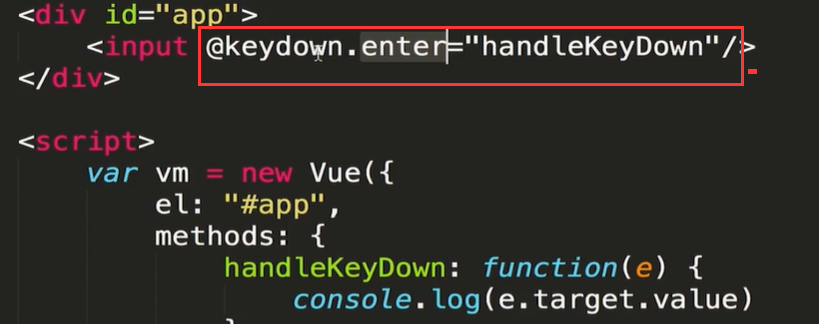 <div id="app">
<input @keydown.enter="handleKeyDown"/>
</div>
<script>
var vm = new Vue({
el: "#app",
methods: {
handleKeyDown: function(e) {
console.log(e.target.value)
}